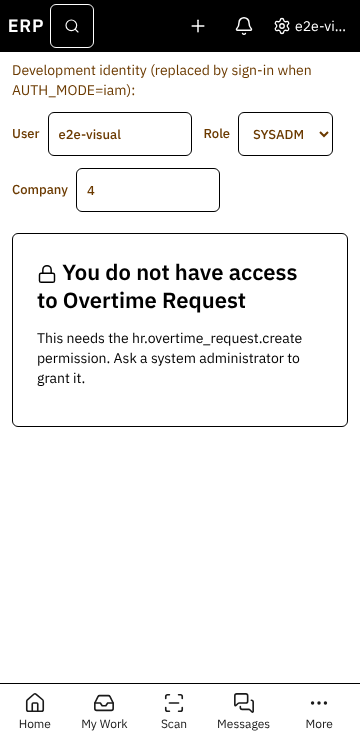 ERP e2e-vi...
Development identity (replaced by sign-in when
AUTH_MODE=iam):
User e2e-visual Role SYSADM
Company 4
You do not have access
to Overtime Request
This needs the hr.overtime_request.create
permission. Ask a system administrator to
grant it.
Home My Work Scan Messages More